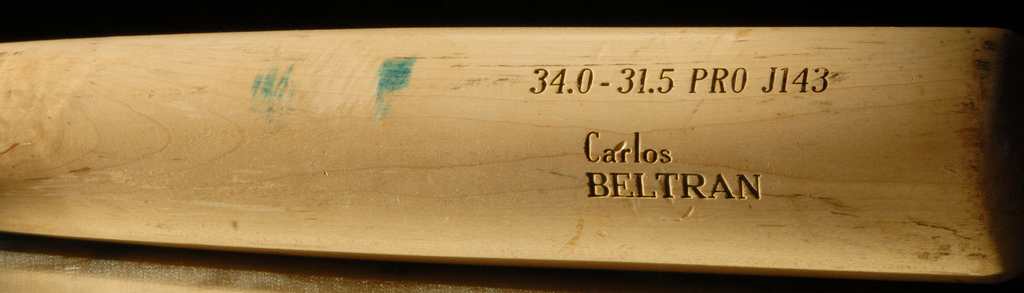 34.0 - 31.5 PRO J143
Carlos
BELTRAN